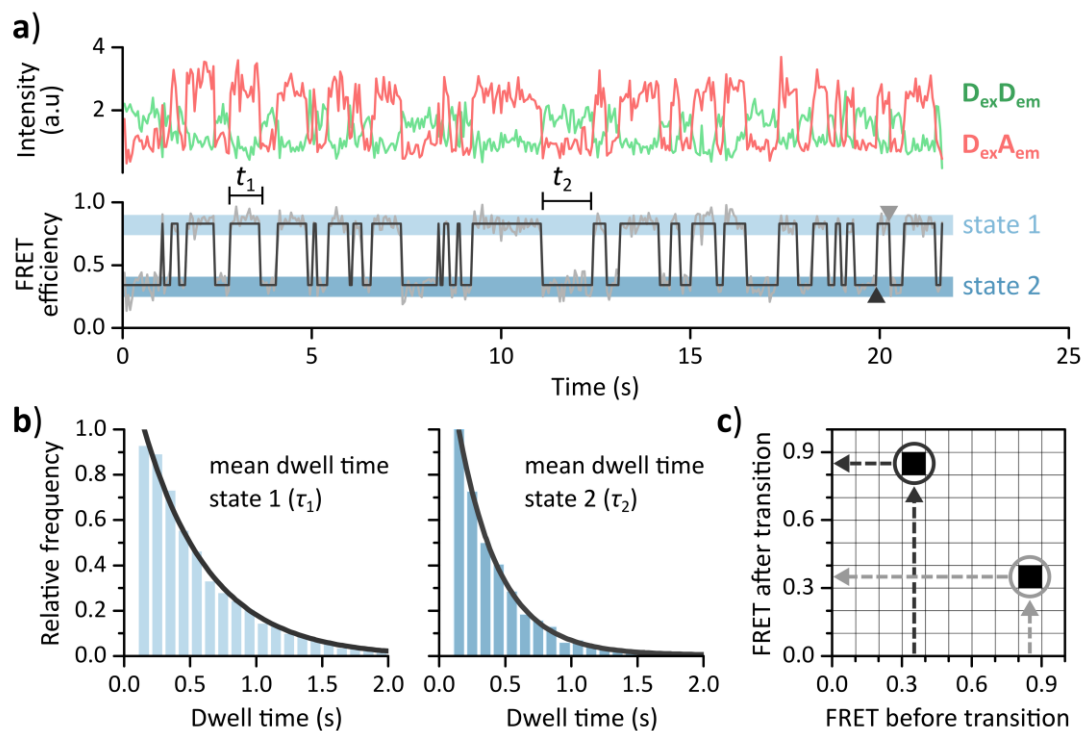 a)
4
2
Intensity
(a.u)
DexDem
DexAem
t1
t2
1.0
0.5
0.0
FRET
efficiency
state 1
state 2
0
5
10
15
20
25
Time (s)
b)
1.0
0.8
0.6
0.4
0.2
0.0
Relative frequency
mean dwell time
state 1 (τ1)
0.0
0.5
1.0
1.5
2.0
Dwell time (s)
mean dwell time
state 2 (τ2)
0.0
0.5
1.0
1.5
2.0
Dwell time (s)
c)
0.9
0.6
0.3
0.0
FRET after transition
0.0
0.3
0.6
0.9
FRET before transition